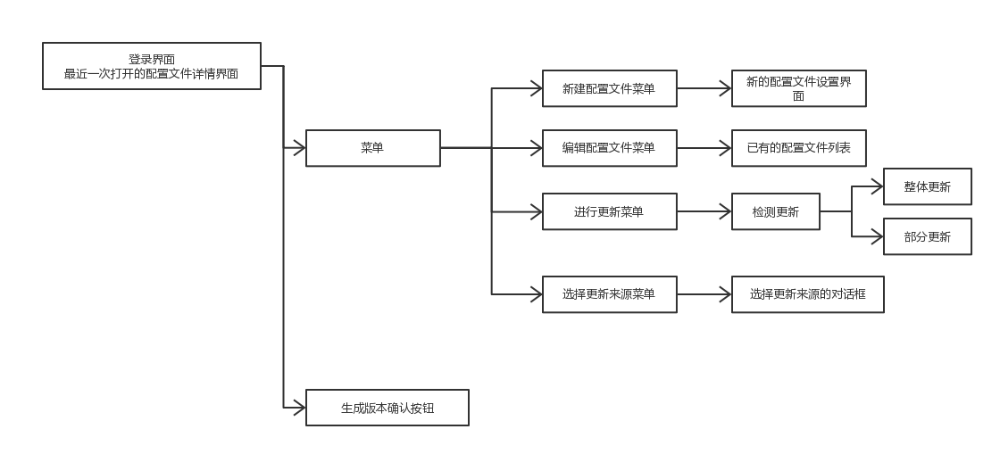 登录界面
最近一次打开的配置文件详情界面
菜单
新建配置文件菜单
新的配置文件设置界
面
编辑配置文件菜单
已有的配置文件列表
进行更新菜单
检测更新
整体更新
部分更新
选择更新来源菜单
选择更新来源的对话框
生成版本确认按钮